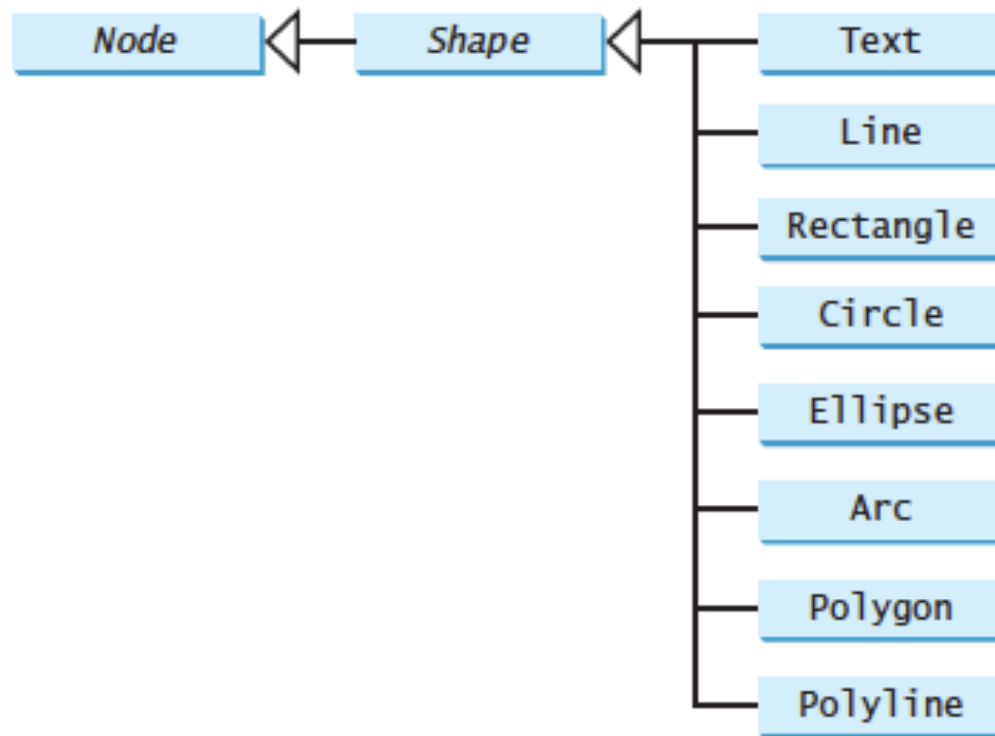 Node
Shape
Text
Line
Rectangle
Circle
Ellipse
Arc
Polygon
Polyline